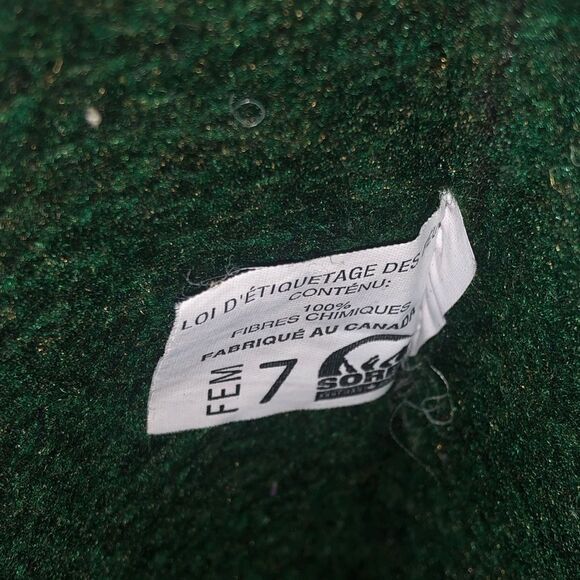 LOI D'ÉTIQUETAGE DES
CONTENU:
100%
FIBRES CHIMIQUES
FABRIQUÉ AU CANADA
FEM 7